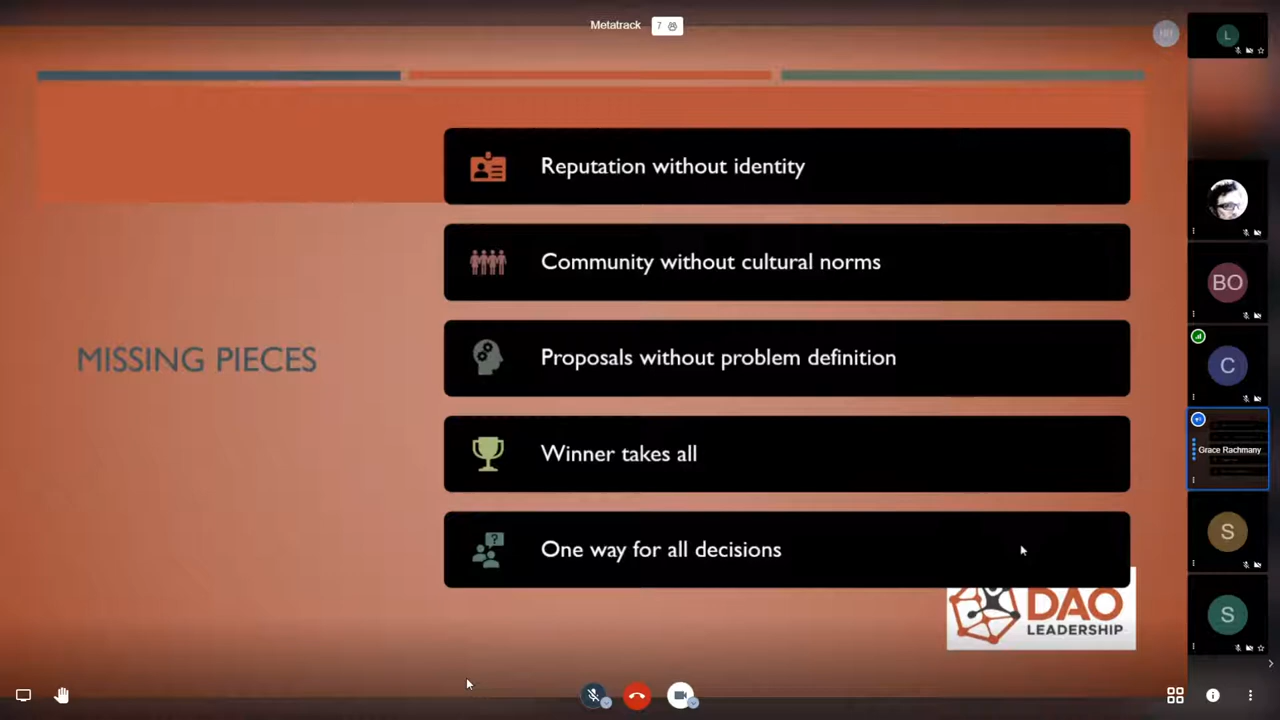 Metatrack 7
HH
L
Reputation without identity
Community without cultural norms
BO
MISSING PIECES
Proposals without problem definition
C
Winner takes all
Grace Rachmany
One way for all decisions
S
DAO
LEADERSHIP
S